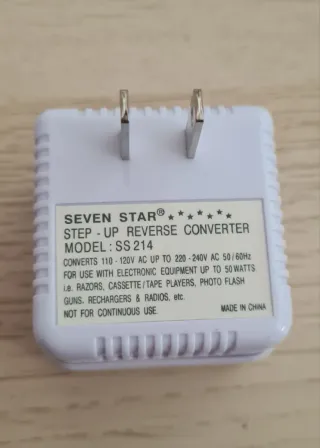 SEVEN STAR® ★★★★★★★
STEP - UP REVERSE CONVERTER
MODEL: SS 214
CONVERTS 110 - 120V AC UP TO 220 - 240V AC 50/60Hz
FOR USE WITH ELECTRONIC EQUIPMENT UP TO 50 WATTS
i.e. RAZORS, CASSETTE/TAPE PLAYERS, PHOTO FLASH
GUNS, RECHARGERS & RADIOS, etc.
NOT FOR CONTINUOUS USE. MADE IN CHINA